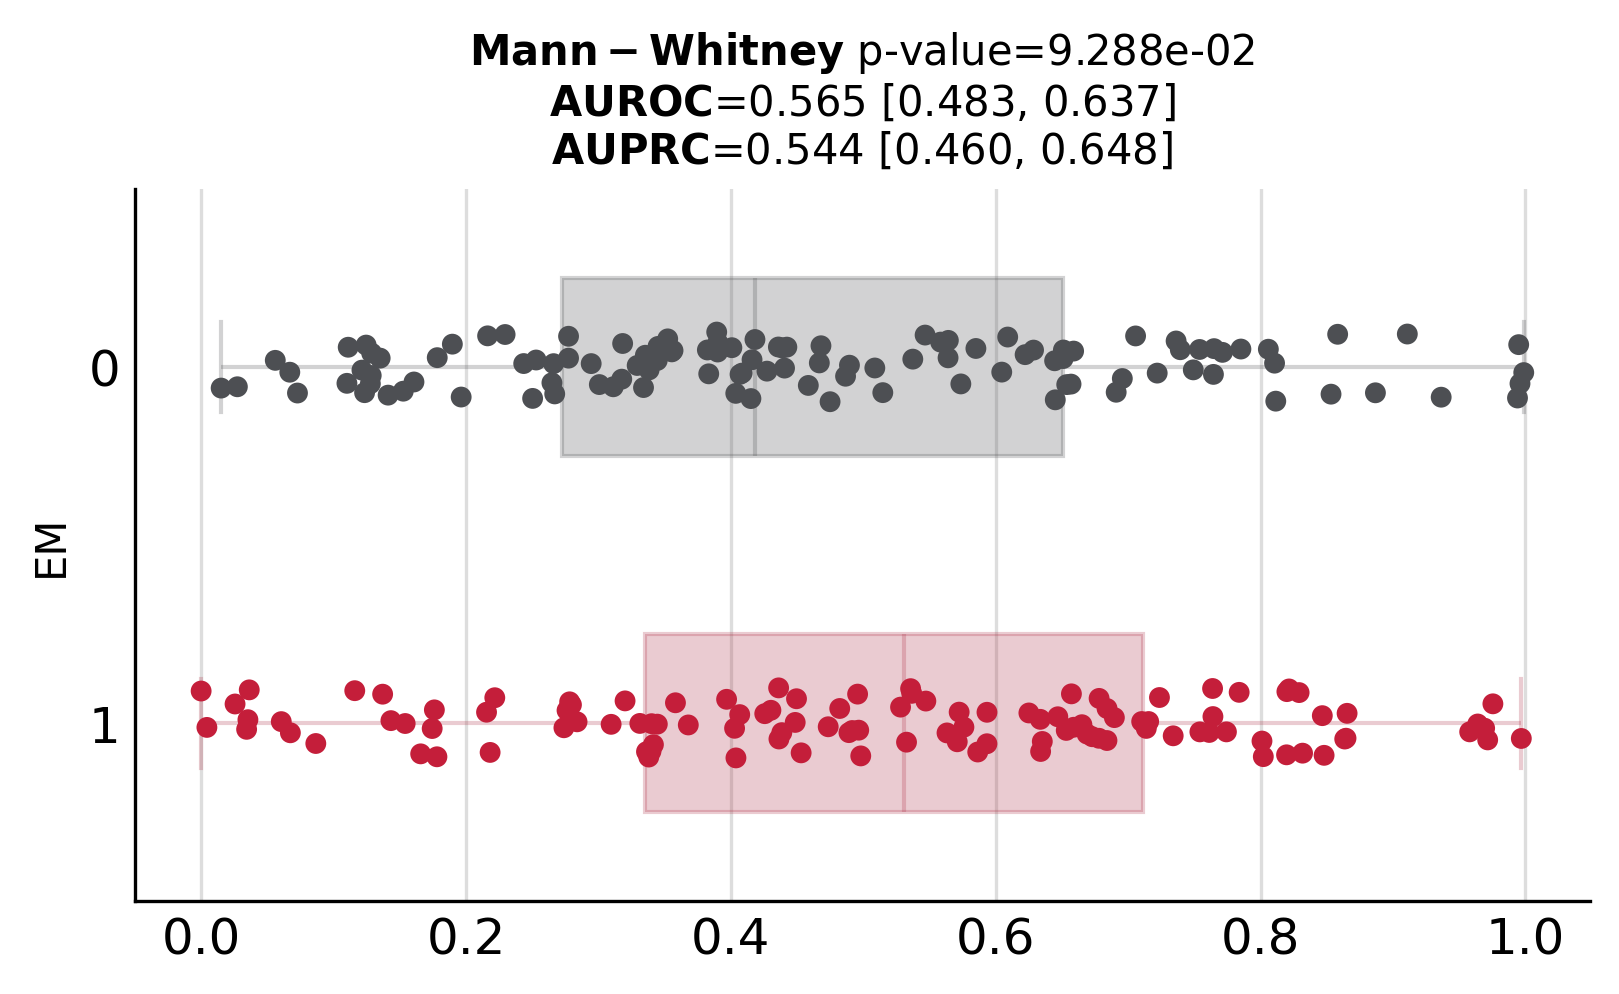 Mann − Whitney p-value=9.288e-02
AUROC=0.565 [0.483, 0.637]
AUPRC=0.544 [0.460, 0.648]
0
EM
1
0.0 0.2 0.4 0.6 0.8 1.0